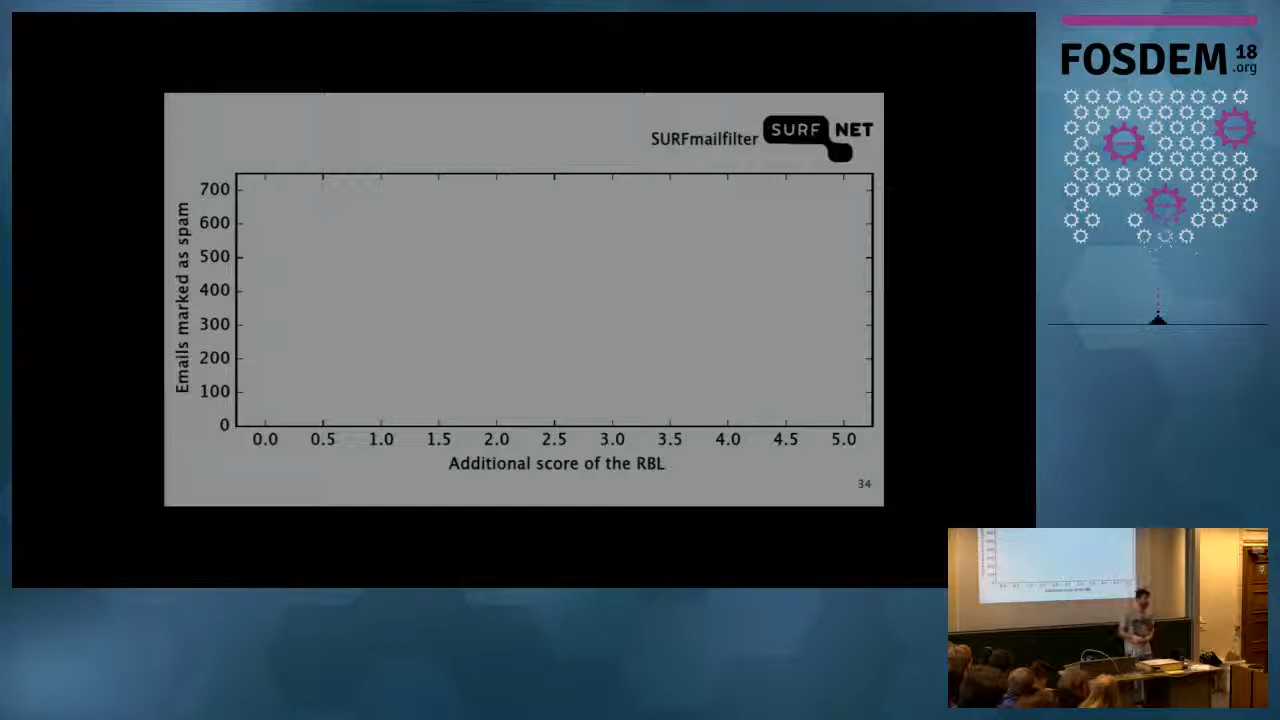 FOSDEM 18
.org
SURFmailfilter SURF NET
Emails marked as spam
700
600
500
400
300
200
100
0
0.0 0.5 1.0 1.5 2.0 2.5 3.0 3.5 4.0 4.5 5.0
Additional score of the RBL
34